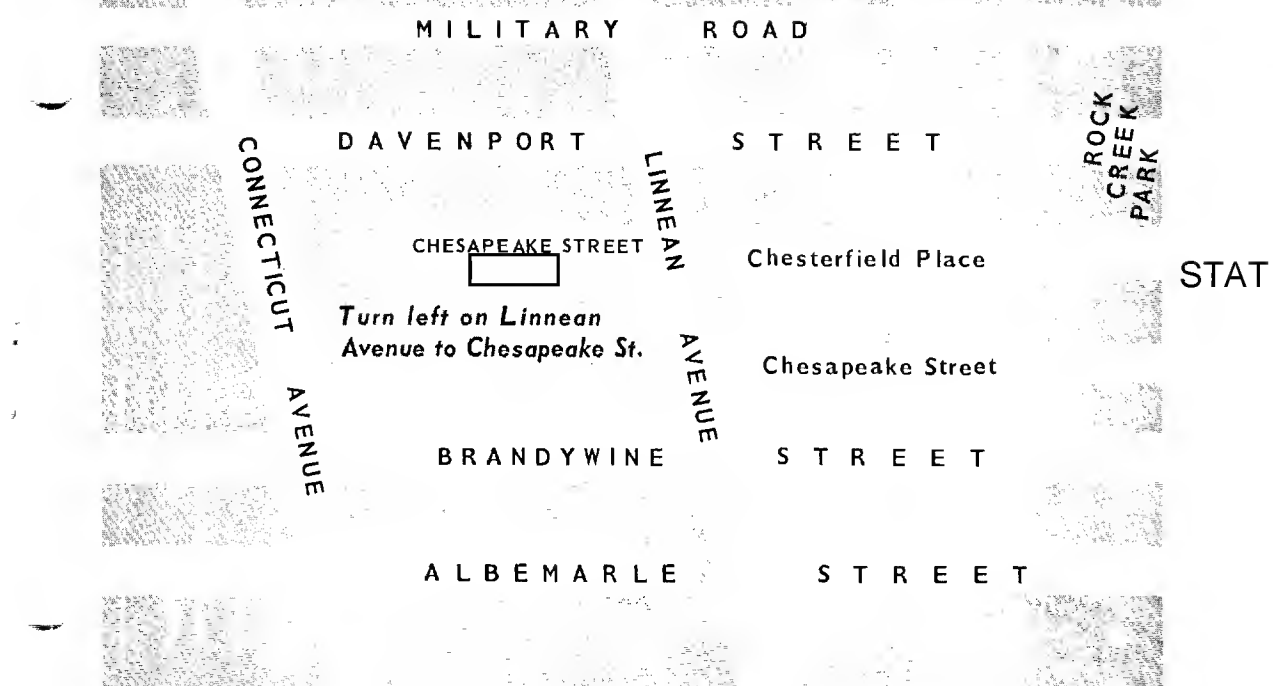 MILITARY ROAD
DAVENPORT STREET
ROCK
CREEK
PARK
CONNECTICUT AVENUE
LINNEAN AVENUE
CHESAPEAKE STREET
Chesterfield Place
STAT
Turn left on Linnean
Avenue to Chesapeake St.
Chesapeake Street
BRANDYWINE STREET
ALBEMARLE STREET